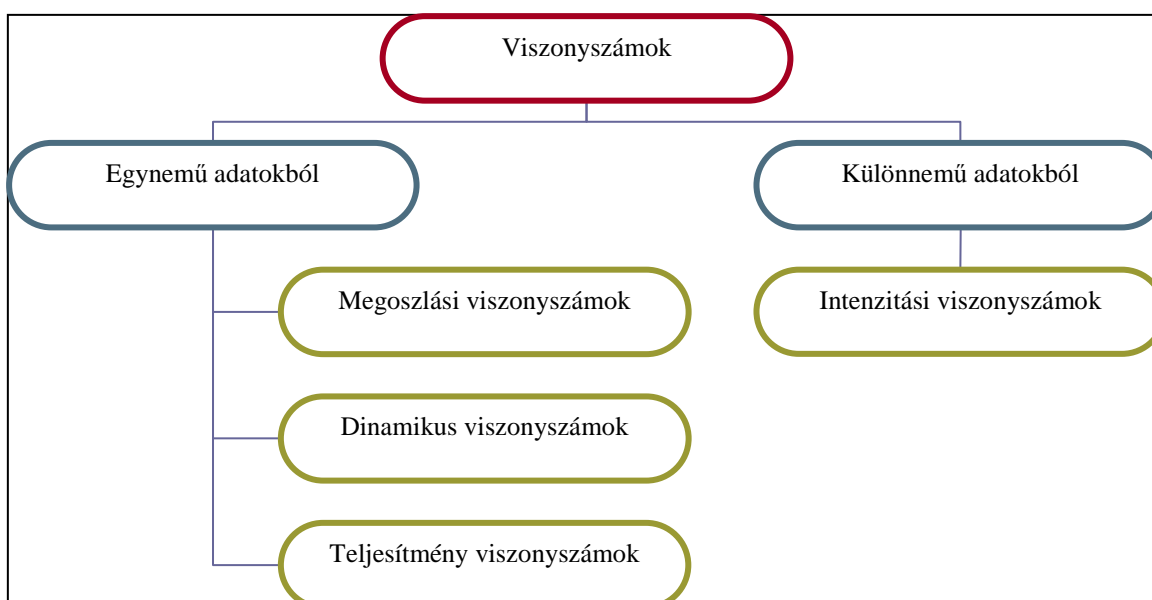 Viszonyszámok
Egynemű adatokból
Különnemű adatokból
Megoszlási viszonyszámok
Intenzitási viszonyszámok
Dinamikus viszonyszámok
Teljesítmény viszonyszámok